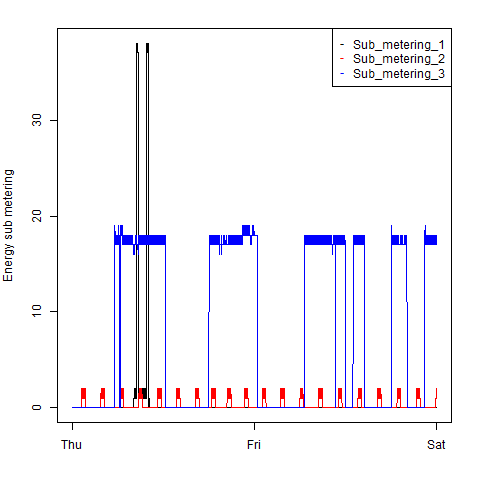 Sub_metering_1
Sub_metering_2
Sub_metering_3
Energy sub metering
30
20
10
0
Thu
Fri
Sat